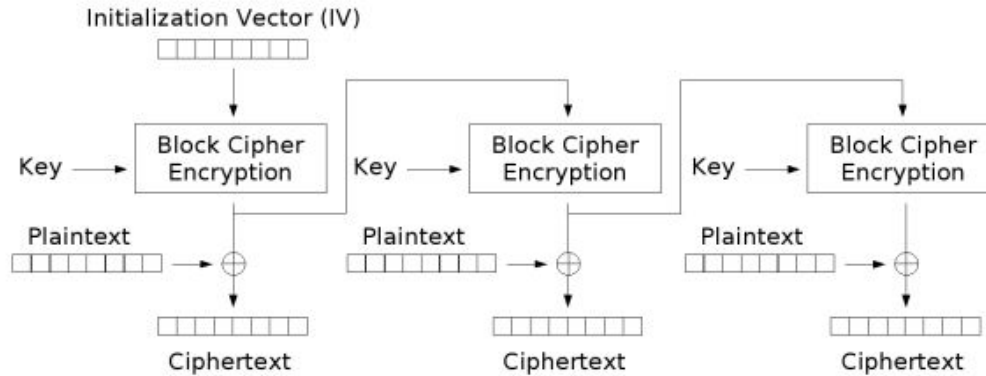 Initialization Vector (IV)
Block Cipher
Encryption
Block Cipher
Encryption
Block Cipher
Encryption
Key
Key
Key
Plaintext
Plaintext
Plaintext
Ciphertext
Ciphertext
Ciphertext